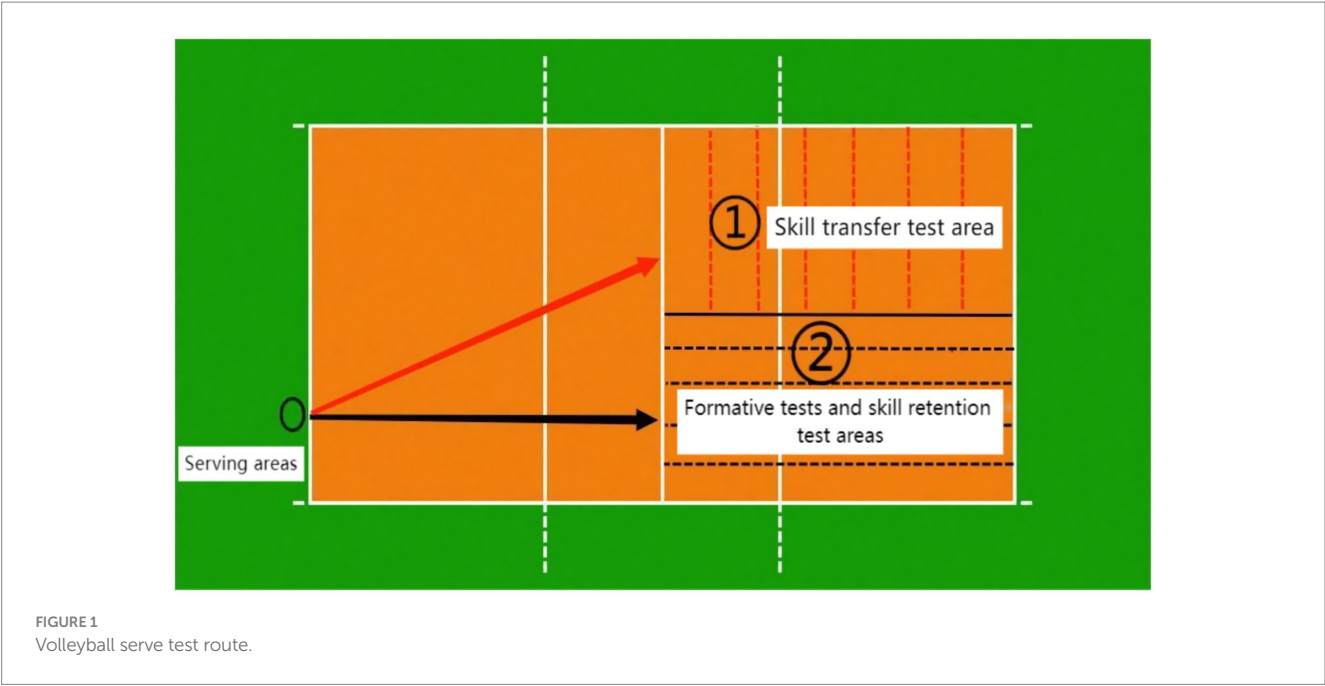 ①
Skill transfer test area
②
Formative tests and skill retention
test areas
O
Serving areas
FIGURE 1
Volleyball serve test route.